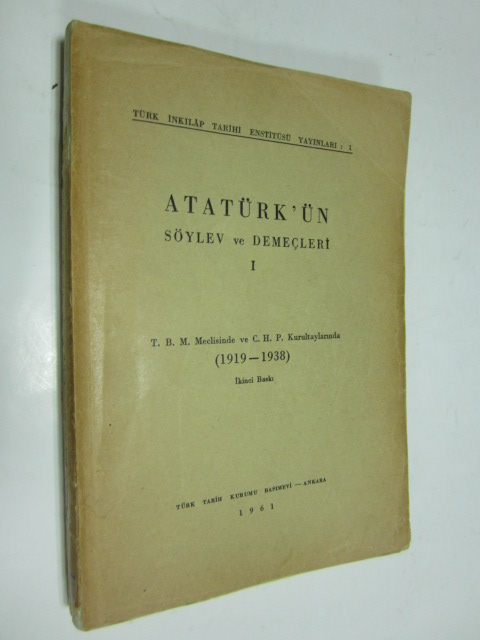 TÜRK İNKILÂP TARİHİ ENSTİTÜSÜ YAYINLARI : 1
ATATÜRK'ÜN
SÖYLEV ve DEMEÇLERİ
I
T. B. M. Meclisinde ve C. H. P. Kurultaylarında
(1919—1938)
İkinci Baskı
TÜRK TARİH KURUMU BASIMEVİ — ANKARA
1961